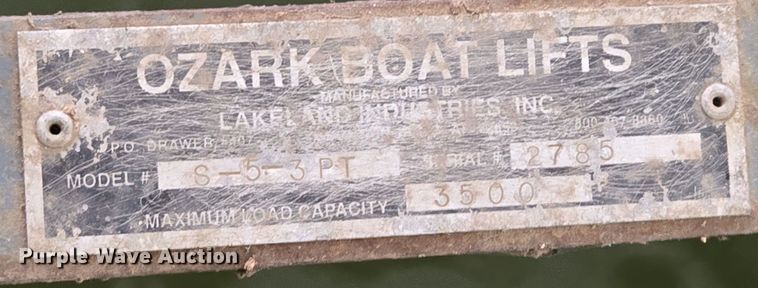 OZARK BOAT LIFTS
MANUFACTURED BY
LAKELAND INDUSTRIES, INC.
P.O. DRAWER
MODEL # S-5-3PT SERIAL # 2785
MAXIMUM LOAD CAPACITY 3500
Purple Wave Auction